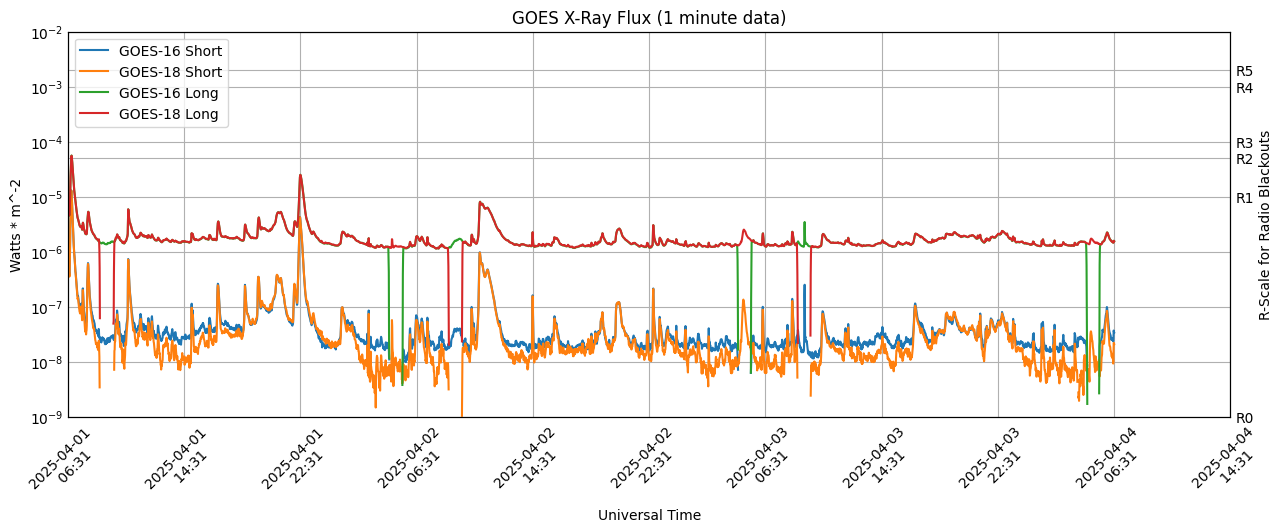 GOES X-Ray Flux (1 minute data)
GOES-16 Short
GOES-18 Short
GOES-16 Long
GOES-18 Long
Watts * m^-2
10⁻²
10⁻³
10⁻⁴
10⁻⁵
10⁻⁶
10⁻⁷
10⁻⁸
10⁻⁹
R5
R4
R3
R2
R1
R0
R-Scale for Radio Blackouts
2025-04-01
06:31
2025-04-01
14:31
2025-04-01
22:31
2025-04-02
06:31
2025-04-02
14:31
2025-04-02
22:31
2025-04-03
06:31
2025-04-03
14:31
2025-04-03
22:31
2025-04-04
06:31
2025-04-04
14:31
Universal Time